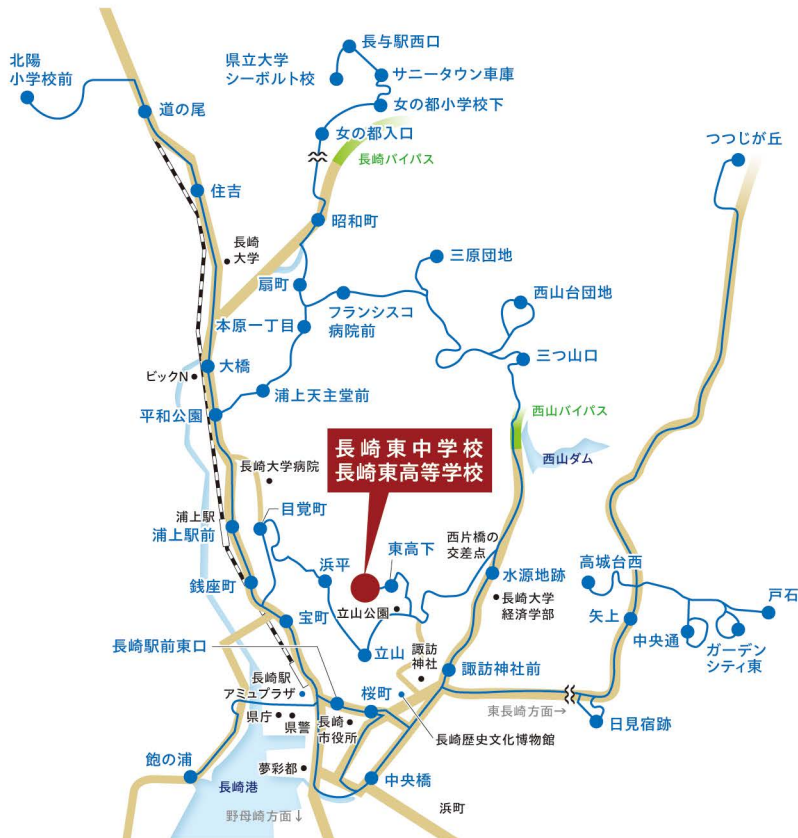 長与駅西口
北陽
小学校前
県立大学
シーボルト校
サニータウン車庫
女の都小学校下
道の尾
女の都入口
つつじが丘
長崎バイパス
住吉
昭和町
長崎
大学
三原団地
扇町
西山台団地
フランシスコ
病院前
本原一丁目
三つ山口
大橋
ビックN
浦上天主堂前
平和公園
西山バイパス
長崎東中学校
長崎東高等学校
西山ダム
長崎大学病院
目覚町
浦上駅
浦上駅前
西片橋の
交差点
東高下
浜平
高城台西
水源地跡
銭座町
戸石
長崎大学
経済学部
立山公園
矢上
宝町
中央通
ガーデン
シティ東
長崎駅前東口
立山
諏訪
神社
諏訪神社前
長崎駅
アミュプラザ
桜町
東長崎方面→
県庁
県警
長崎
市役所
日見宿跡
長崎歴史文化博物館
飽の浦
夢彩都
中央橋
長崎港
浜町
野母崎方面↓